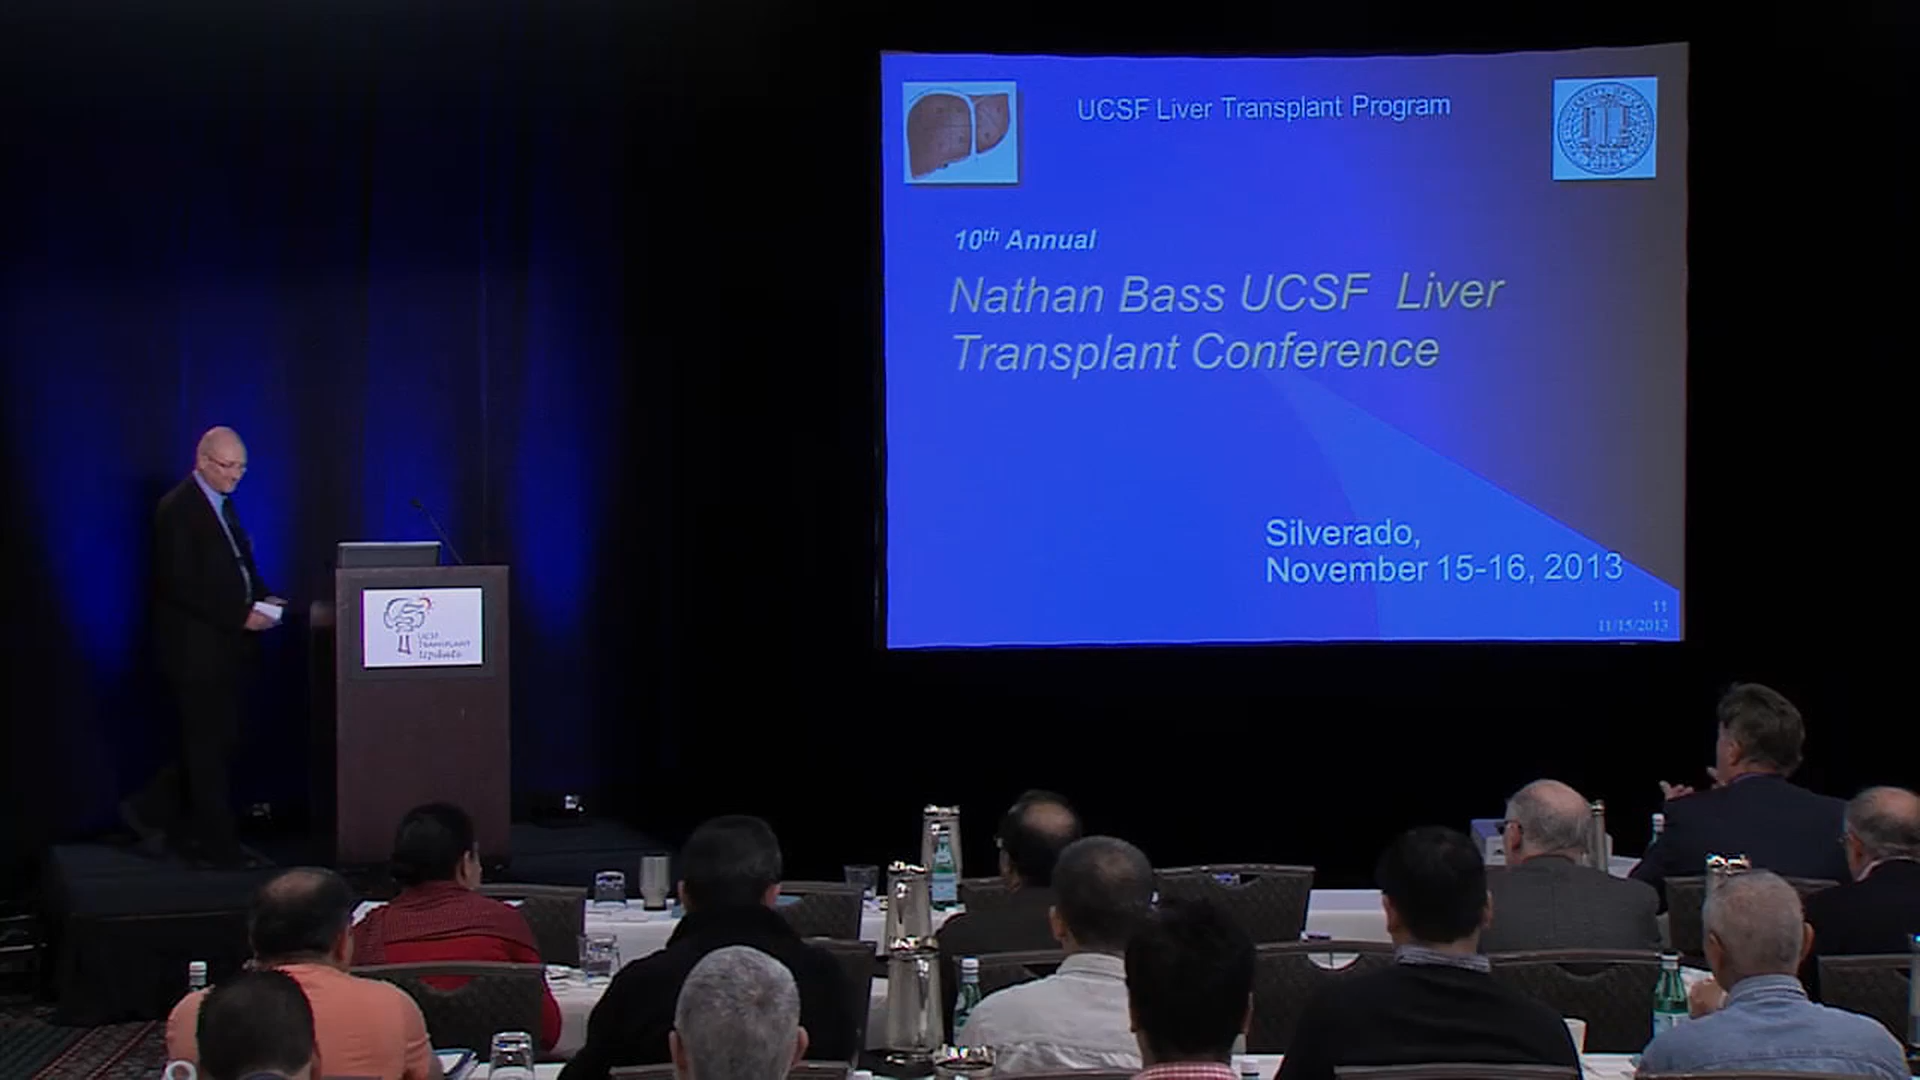 UCSF Liver Transplant Program
10th Annual
Nathan Bass UCSF Liver
Transplant Conference
Silverado,
November 15-16, 2013
11
11/15/2013
UCSF
Transplant
Update